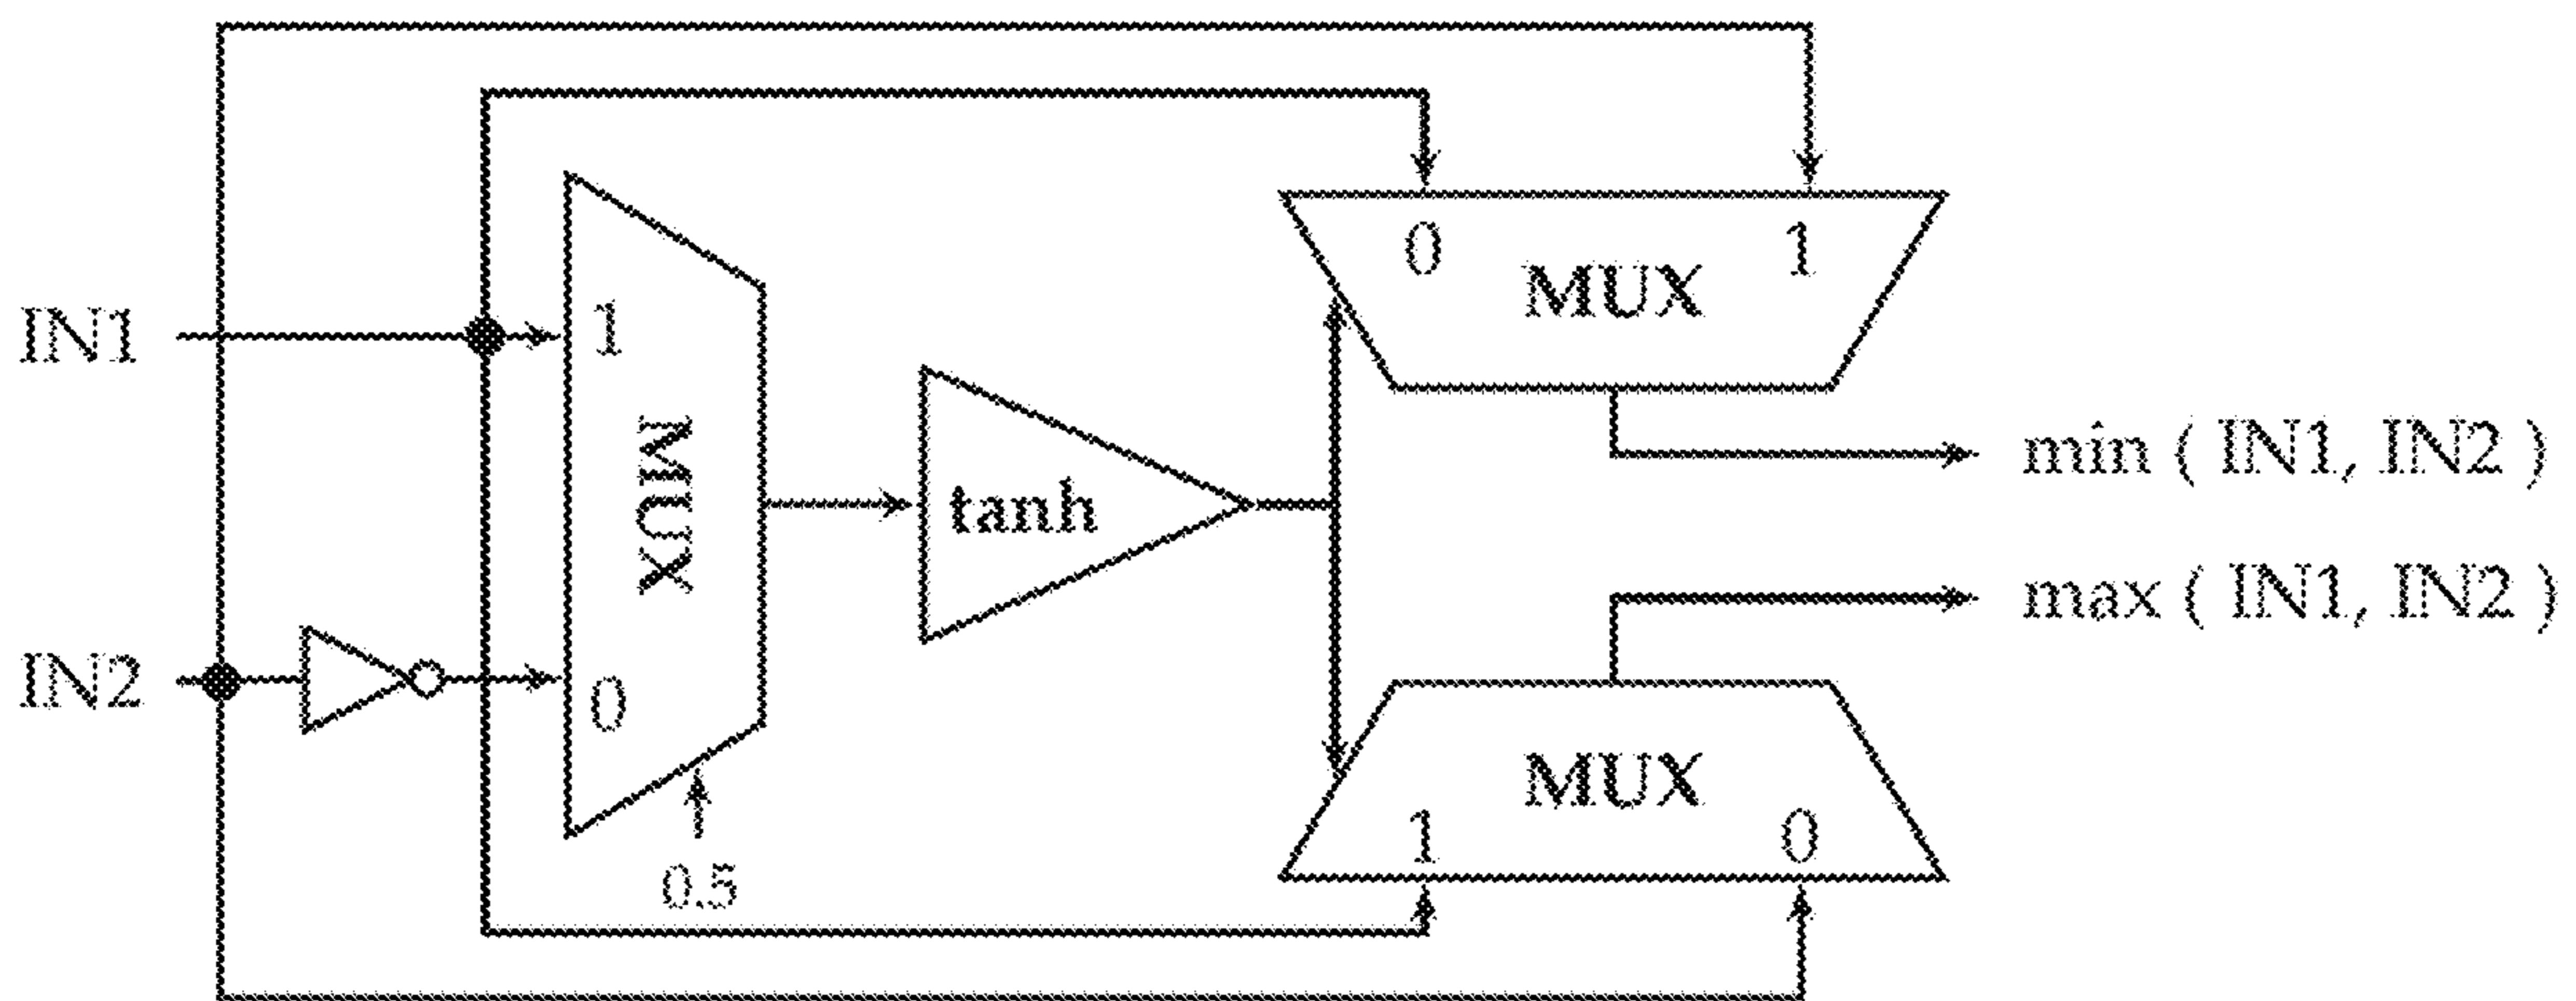 0 1
MUX
IN1
1
MUX
min ( IN1, IN2 )
tanh
max ( IN1, IN2 )
IN2
0
MUX
1 0
0.5